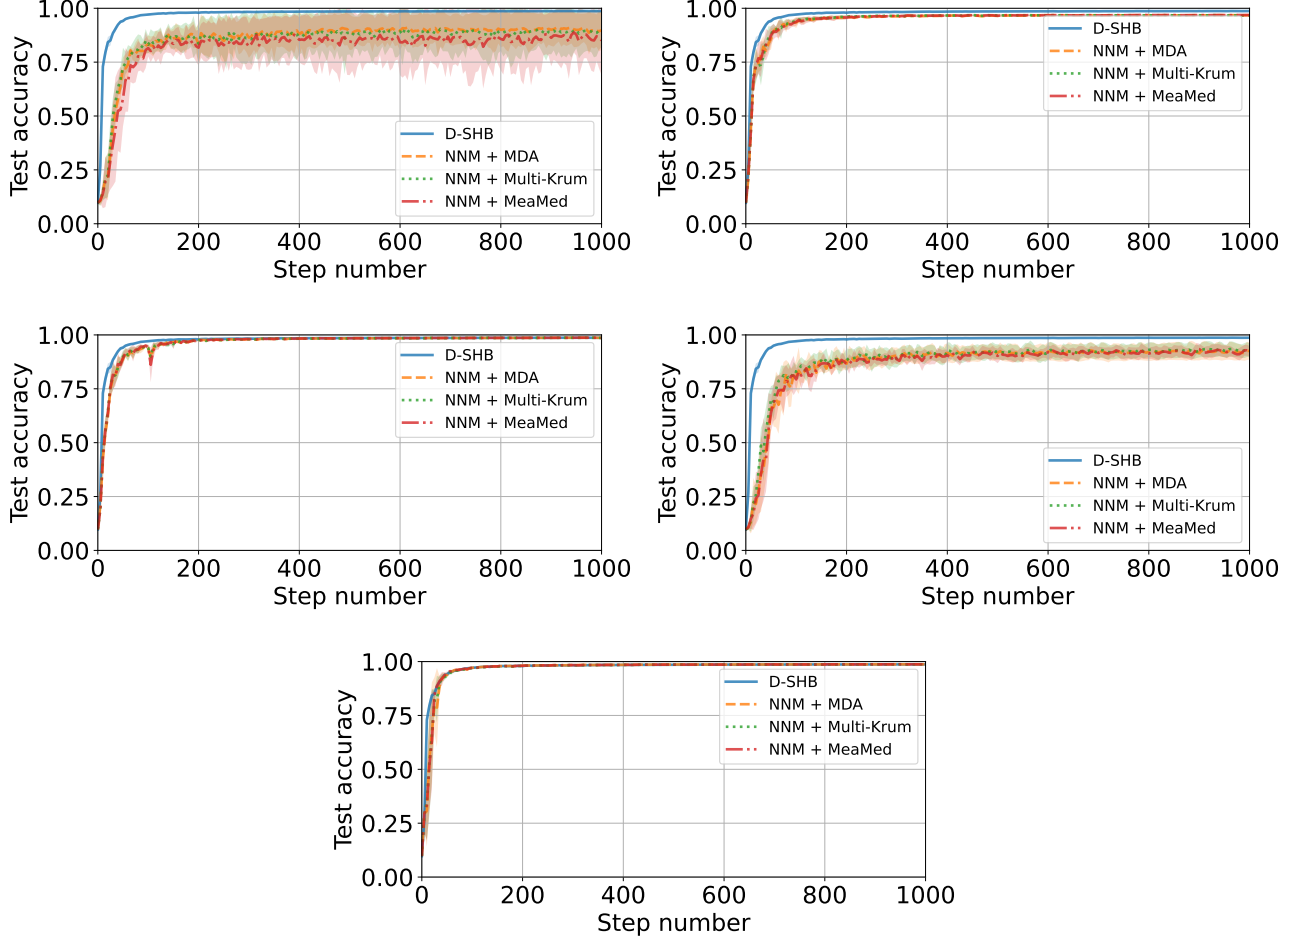 1.00
0.75
0.50
0.25
0.00
Test accuracy
D-SHB
NNM + MDA
NNM + Multi-Krum
NNM + MeaMed
0 200 400 600 800 1000
Step number
1.00
0.75
0.50
0.25
0.00
Test accuracy
D-SHB
NNM + MDA
NNM + Multi-Krum
NNM + MeaMed
0 200 400 600 800 1000
Step number
1.00
0.75
0.50
0.25
0.00
Test accuracy
D-SHB
NNM + MDA
NNM + Multi-Krum
NNM + MeaMed
0 200 400 600 800 1000
Step number
1.00
0.75
0.50
0.25
0.00
Test accuracy
D-SHB
NNM + MDA
NNM + Multi-Krum
NNM + MeaMed
0 200 400 600 800 1000
Step number
1.00
0.75
0.50
0.25
0.00
Test accuracy
D-SHB
NNM + MDA
NNM + Multi-Krum
NNM + MeaMed
0 200 400 600 800 1000
Step number